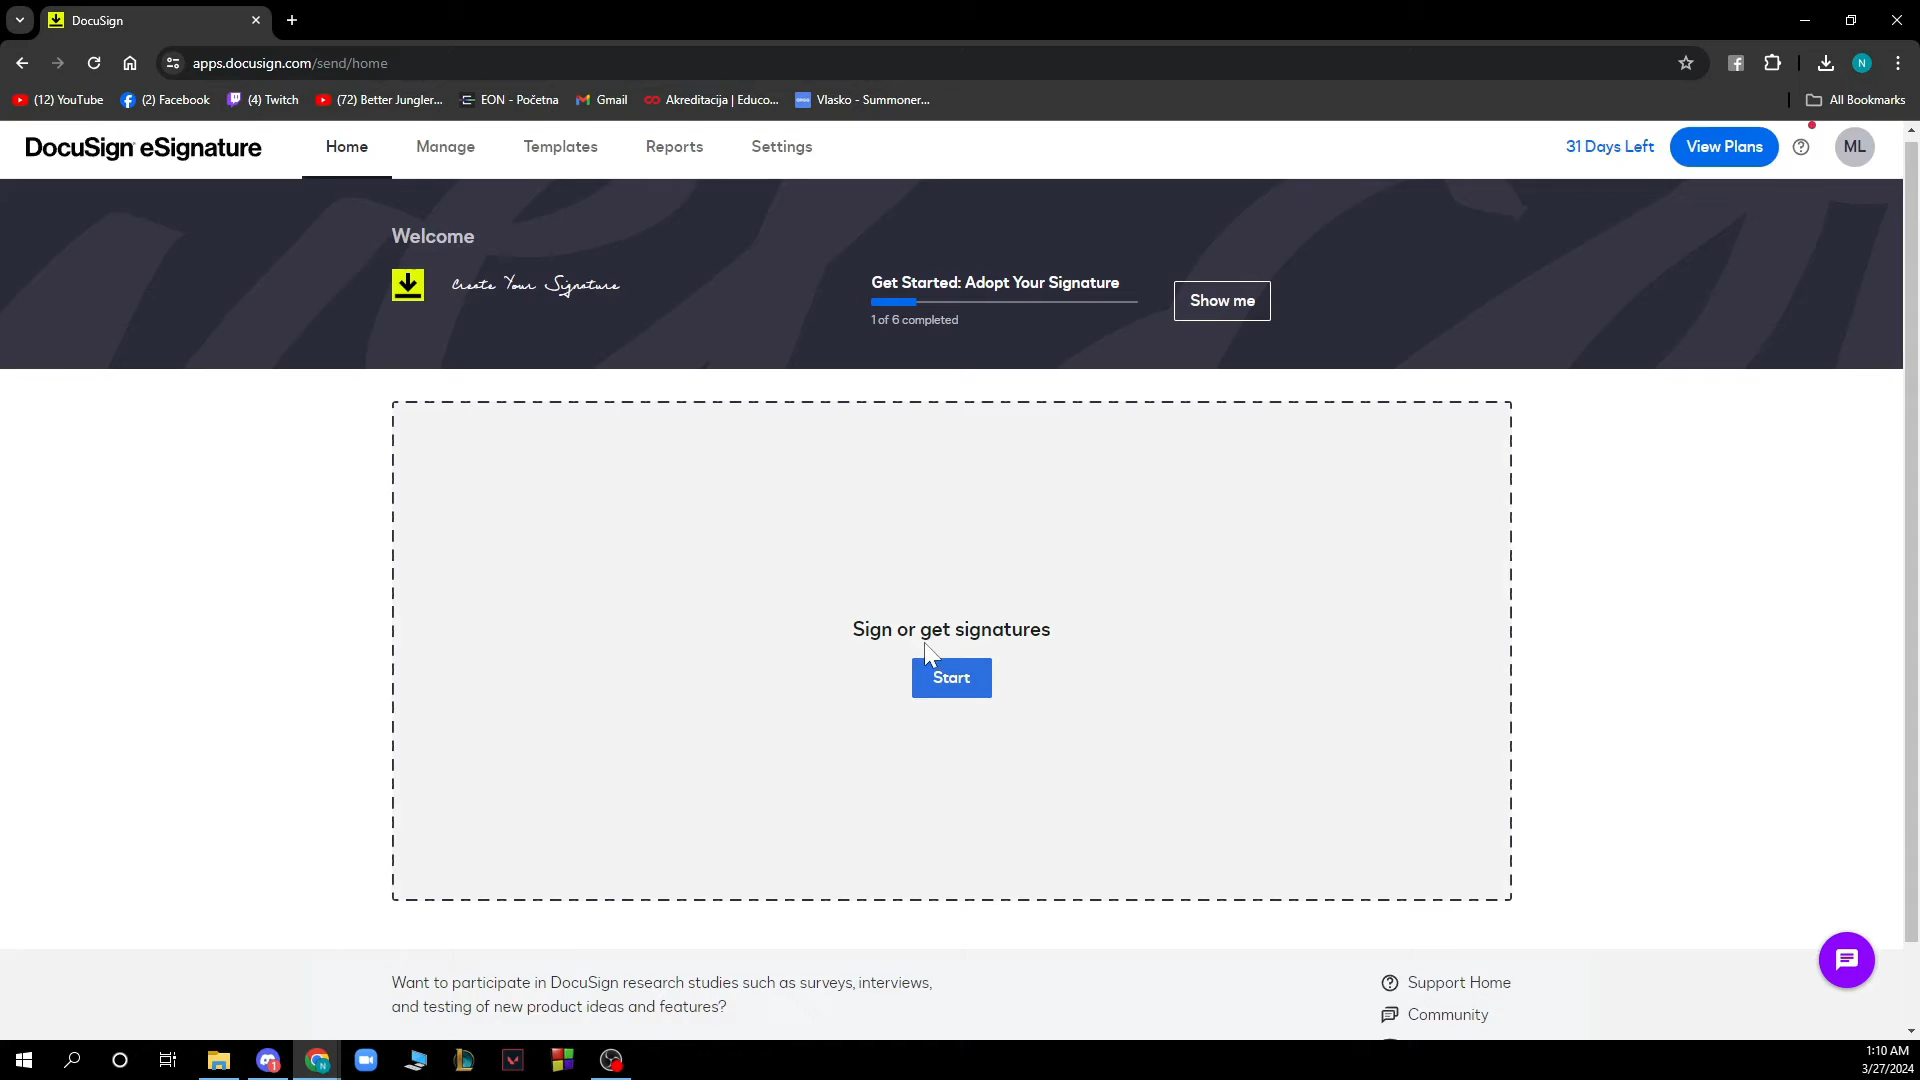 DocuSign
apps.docusign.com/send/home
N
(12) YouTube
(2) Facebook
(4) Twitch
(72) Better Jungler...
EON - Početna
Gmail
Akreditacija | Educo...
Vlasko - Summoner...
All Bookmarks
DocuSign eSignature
Home
Manage
Templates
Reports
Settings
31 Days Left
View Plans
ML
Welcome
Create Your Signature
Get Started: Adopt Your Signature
1 of 6 completed
Show me
Sign or get signatures
Start
Want to participate in DocuSign research studies such as surveys, interviews,
and testing of new product ideas and features?
Support Home
Community
1:10 AM
3/27/2024